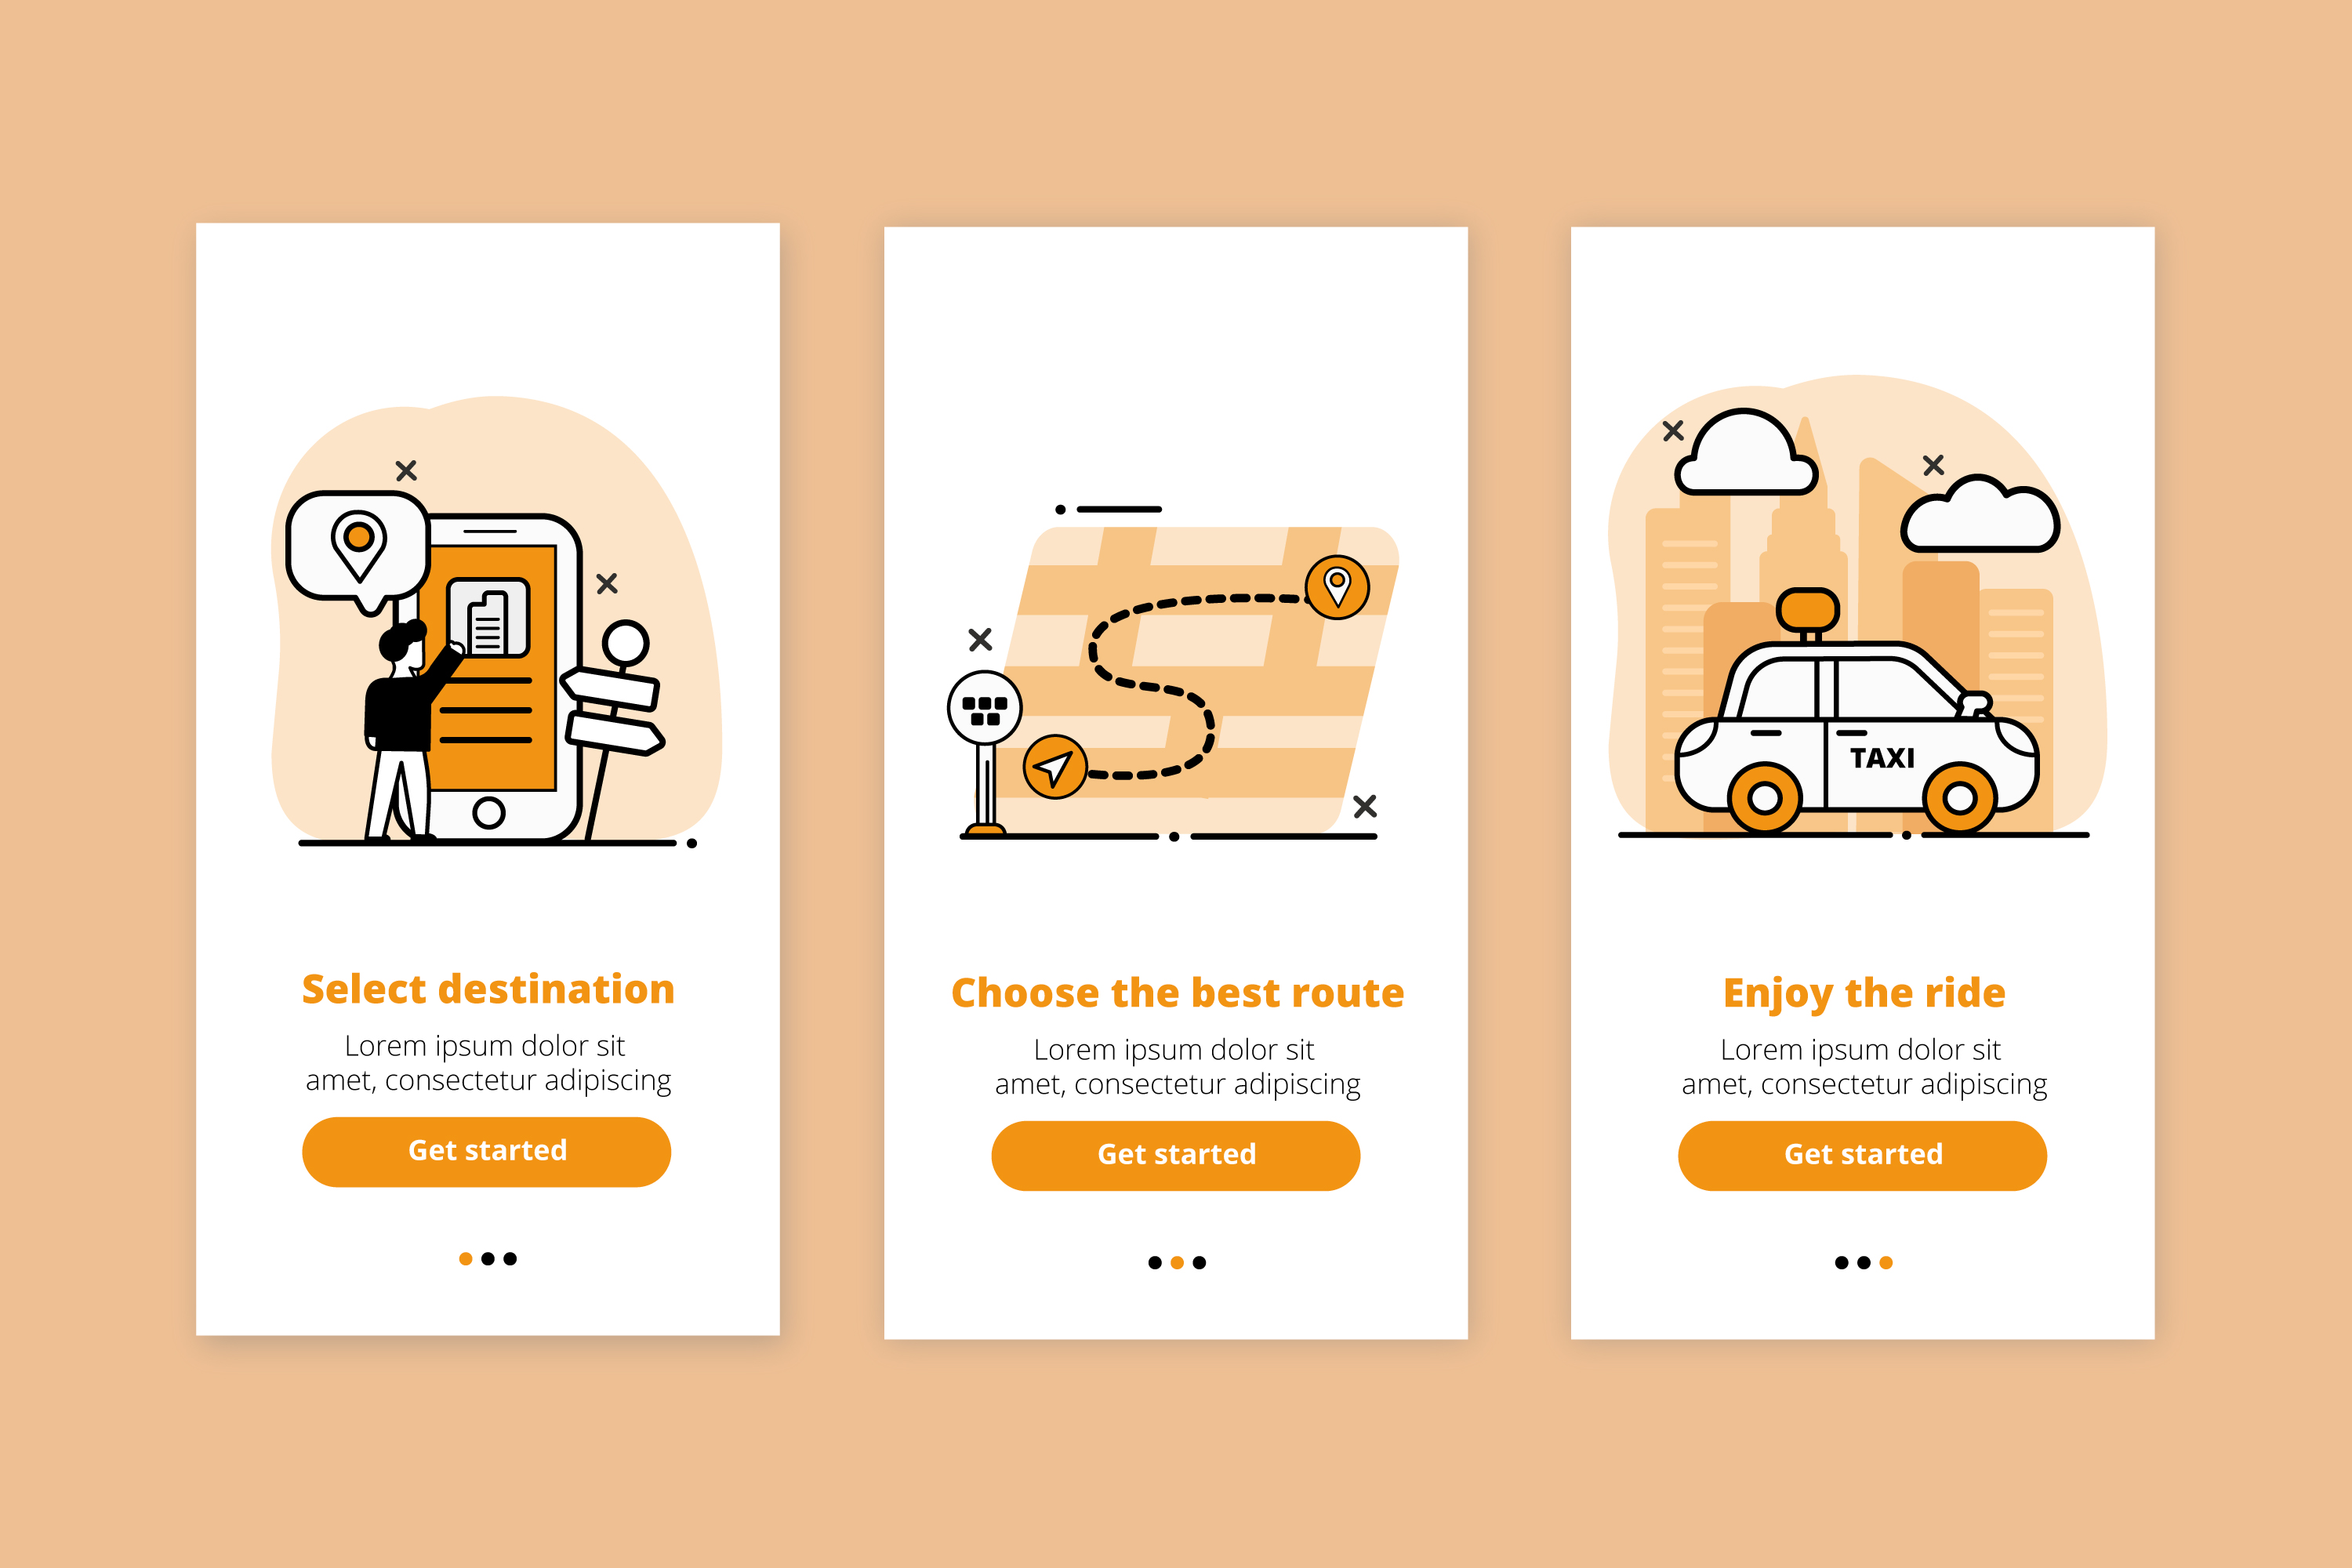 Select destination
Lorem ipsum dolor sit
amet, consectetur adipiscing
Get started
Choose the best route
Lorem ipsum dolor sit
amet, consectetur adipiscing
Get started
TAXI
Enjoy the ride
Lorem ipsum dolor sit
amet, consectetur adipiscing
Get started